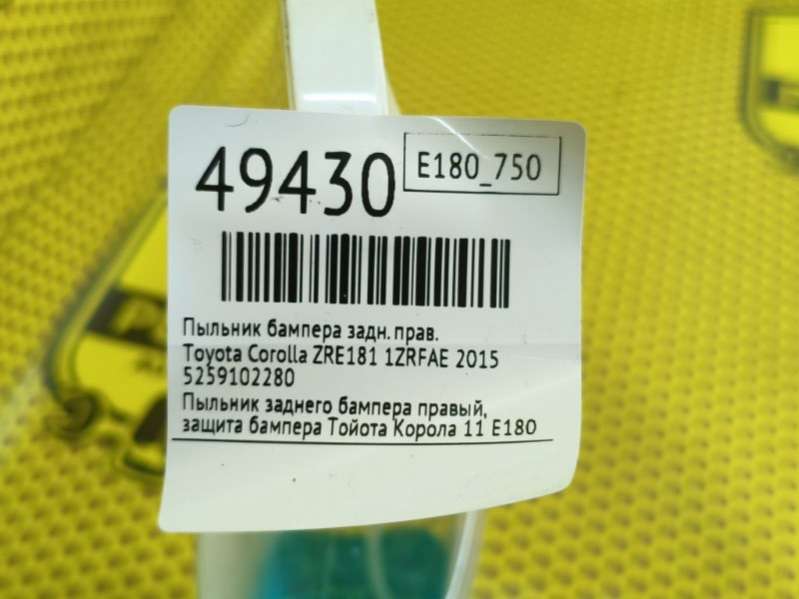 49430
E180_750
Пыльник бампера задн. прав.
Toyota Corolla ZRE181 1ZRFAE 2015
5259102280
Пыльник заднего бампера правый,
защита бампера Тойота Корола 11 Е180